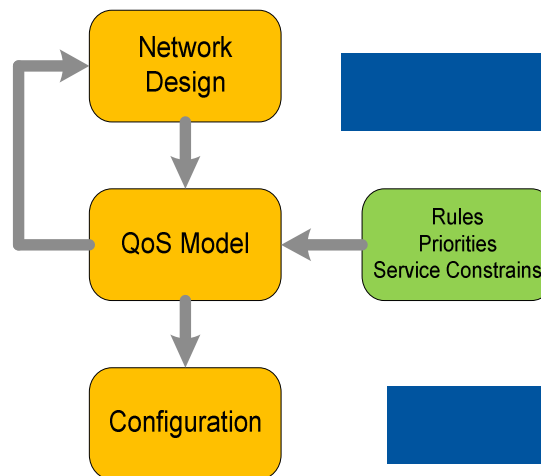 Network
Design
QoS Model
Rules
Priorities
Service Constrains
Configuration